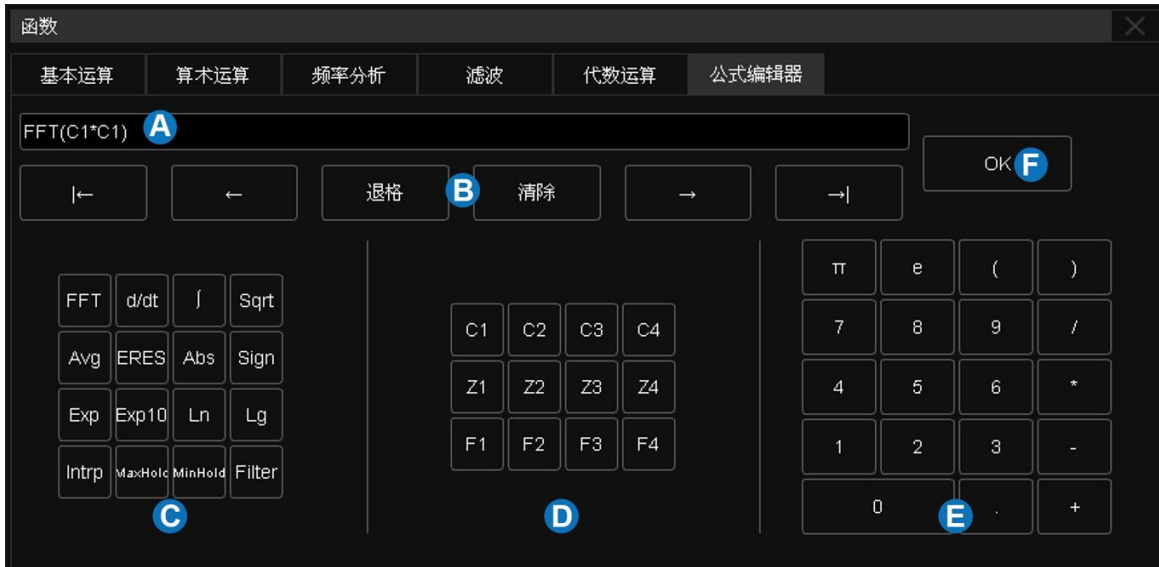 函数
基本运算 算术运算 频率分析 滤波 代数运算 公式编辑器
FFT(C1*C1) A
OK F
|← ← 退格 B 清除 → →|
FFT d/dt ∫ Sqrt
Avg ERES Abs Sign
Exp Exp10 Ln Lg
Intrp MaxHold MinHold Filter
C
C1 C2 C3 C4
Z1 Z2 Z3 Z4
F1 F2 F3 F4
D
π e ( )
7 8 9 /
4 5 6 *
1 2 3 -
0 E . +